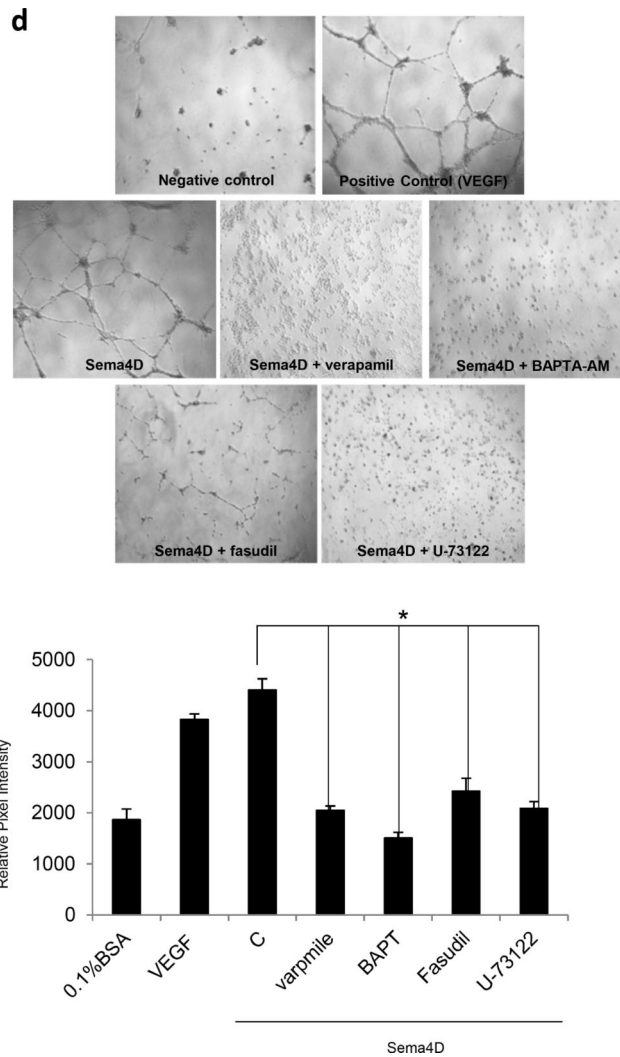 d
Negative control
Positive Control (VEGF)
Sema4D
Sema4D + verapamil
Sema4D + BAPTA-AM
Sema4D + fasudil
Sema4D + U-73122
*
5000
4000
3000
2000
1000
0
Relative Pixel Intensity
0.1%BSA
VEGF
C
varpmile
BAPT
Fasudil
U-73122
Sema4D